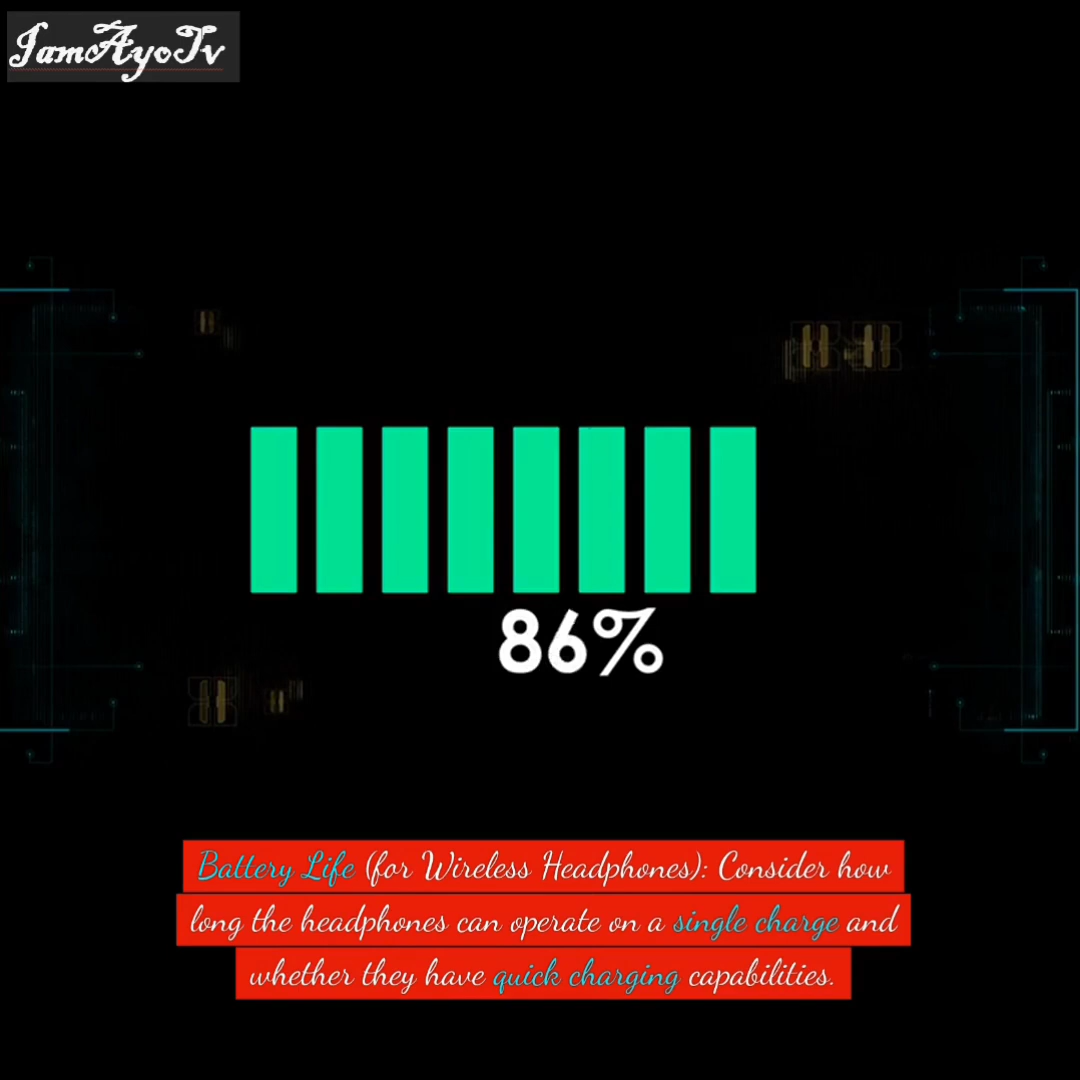 IamAyoTv
86%
Battery Life (for Wireless Headphones): Consider how
long the headphones can operate on a single charge and
whether they have quick charging capabilities.